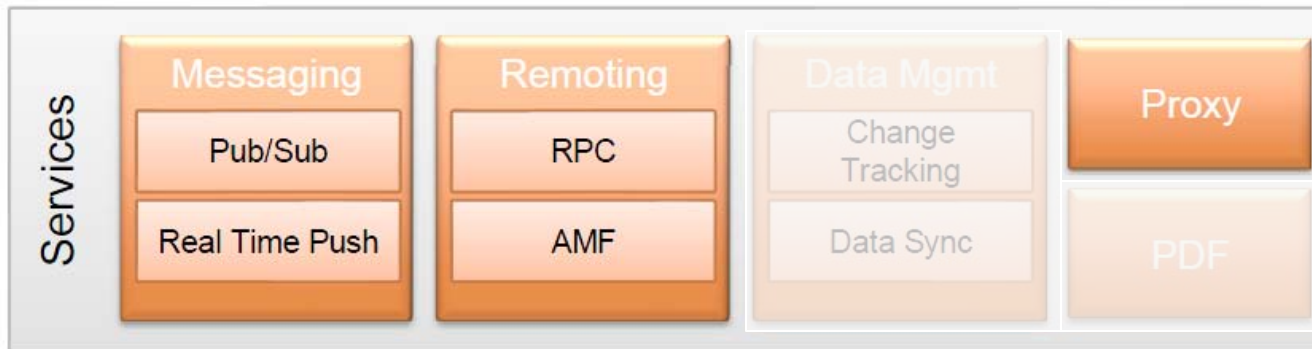 Services
Messaging
Pub/Sub
Real Time Push
Remoting
RPC
AMF
Data Mgmt
Change
Tracking
Data Sync
Proxy
PDF